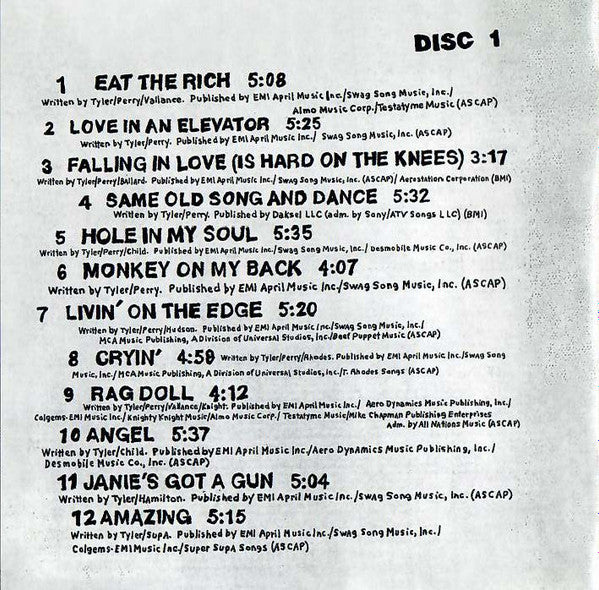 DISC 1
1 EAT THE RICH 5:08
Written by Tyler/Perry/Vallance. Published by EMI April Music Inc./Swag Song Music, Inc./
Almo Music Corp./Testatyme Music (ASCAP)
2 LOVE IN AN ELEVATOR 5:25
Written by Tyler/Perry. Published by EMI April Music Inc./ Swag Song Music, Inc. (ASCAP)
3 FALLING IN LOVE (IS HARD ON THE KNEES) 3:17
Written by Tyler/Perry/Ballard. Published by EMI April Music Inc./Swag Song Music, Inc. (ASCAP)/ Aerostation Corporation (BMI)
4 SAME OLD SONG AND DANCE 5:32
Written by Tyler/Perry. Published by Daksel LLC (adm. by Sony/ATV Songs LLC) (BMI)
5 HOLE IN MY SOUL 5:35
Written by Tyler/Perry/Child. Published by EMI April Music Inc./Swag Song Music, Inc./ Desmobile Music Co., Inc. (ASCAP)
6 MONKEY ON MY BACK 4:07
Written by Tyler/Perry. Published by EMI April Music Inc./Swag Song Music, Inc. (ASCAP)
7 LIVIN' ON THE EDGE 5:20
Written by Tyler/Perry/Hudson. Published by EMI April Music Inc./Swag Song Music, Inc./
MCA Music Publishing, A Division of Universal Studios, Inc./Beef Puppet Music (ASCAP)
8 CRYIN' 4:58 Written by Tyler/Perry/Rhodes. Published by EMI April Music Inc./Swag Song
Music, Inc./MCA Music Publishing, A Division of Universal Studios, Inc./T. Rhodes Songs (ASCAP)
9 RAG DOLL 4:12
Written by Tyler/Perry/Vallance/Knight. Published by EMI April Music Inc./ Aero Dynamics Music Publishing, Inc./
Colgems-EMI Music Inc./Knighty Knight Music/Almo Music Corp./ Testatyme Music/Mike Chapman Publishing Enterprises
Adm. by All Nations Music (ASCAP)
10 ANGEL 5:37
Written by Tyler/Child. Published by EMI April Music Inc./Aero Dynamics Music Publishing, Inc./
Desmobile Music Co., Inc. (ASCAP)
11 JANIE'S GOT A GUN 5:04
Written by Tyler/Hamilton. Published by EMI April Music Inc./Swag Song Music, Inc. (ASCAP)
12 AMAZING 5:15
Written by Tyler/Supa. Published by EMI April Music Inc./Swag Song Music, Inc./
Colgems-EMI Music Inc./Super Supa Songs (ASCAP)